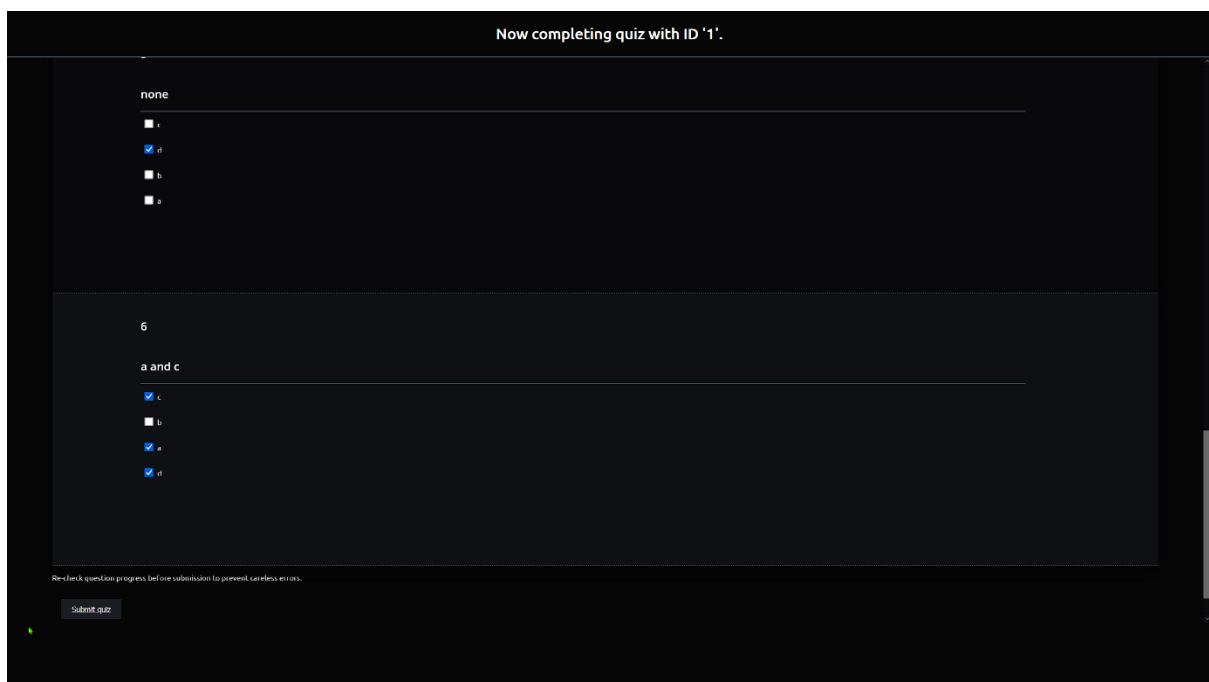 Now completing quiz with ID '1'.
none
c
d
b
a
6
a and c
c
b
a
d
Re-check question progress before submission to prevent careless errors.
Submit quiz